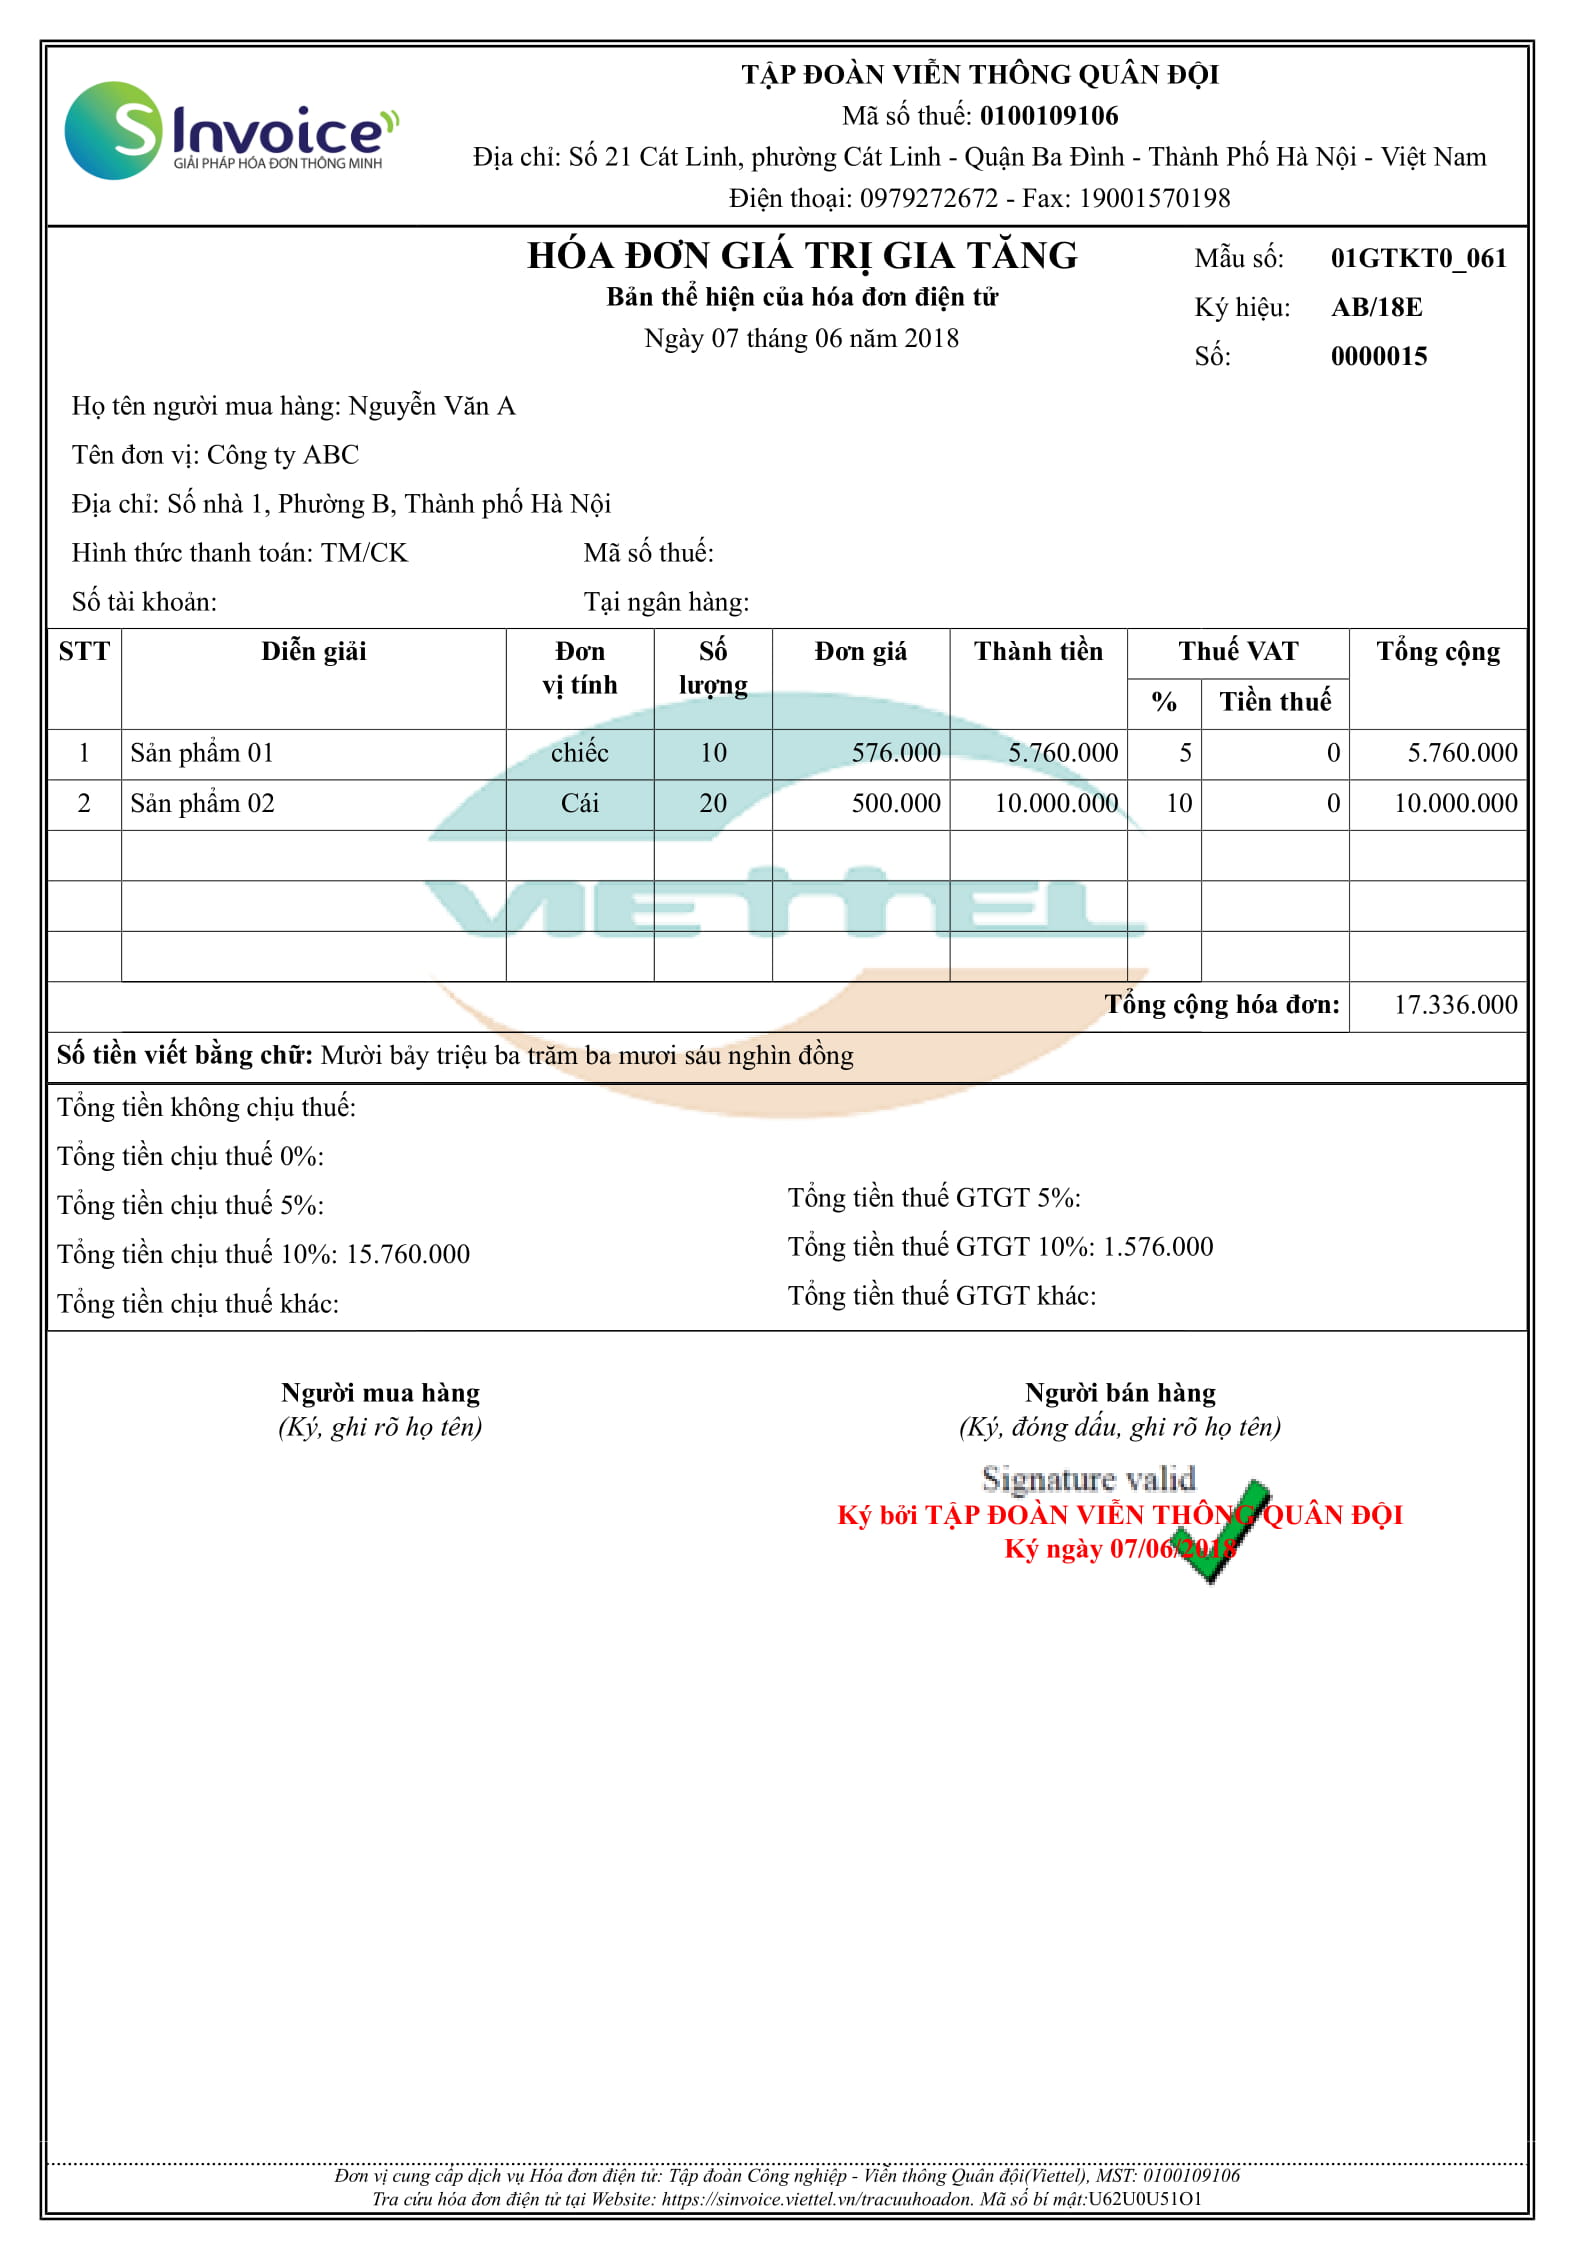 S Invoice
GIẢI PHÁP HÓA ĐƠN THÔNG MINH
TẬP ĐOÀN VIỄN THÔNG QUÂN ĐỘI
Mã số thuế: 0100109106
Địa chỉ: Số 21 Cát Linh, phường Cát Linh - Quận Ba Đình - Thành Phố Hà Nội - Việt Nam
Điện thoại: 0979272672 - Fax: 19001570198
HÓA ĐƠN GIÁ TRỊ GIA TĂNG
Bản thể hiện của hóa đơn điện tử
Ngày 07 tháng 06 năm 2018
Mẫu số: 01GTKT0_061
Ký hiệu: AB/18E
Số: 0000015
Họ tên người mua hàng: Nguyễn Văn A
Tên đơn vị: Công ty ABC
Địa chỉ: Số nhà 1, Phường B, Thành phố Hà Nội
Hình thức thanh toán: TM/CK Mã số thuế:
Số tài khoản: Tại ngân hàng:
STT Diễn giải Đơn vị tính Số lượng Đơn giá Thành tiền Thuế VAT Tổng cộng
% Tiền thuế
1 Sản phẩm 01 chiếc 10 576.000 5.760.000 5 0 5.760.000
2 Sản phẩm 02 Cái 20 500.000 10.000.000 10 0 10.000.000
VIETTEL
Tổng cộng hóa đơn: 17.336.000
Số tiền viết bằng chữ: Mười bảy triệu ba trăm ba mươi sáu nghìn đồng
Tổng tiền không chịu thuế:
Tổng tiền chịu thuế 0%:
Tổng tiền chịu thuế 5%: Tổng tiền thuế GTGT 5%:
Tổng tiền chịu thuế 10%: 15.760.000 Tổng tiền thuế GTGT 10%: 1.576.000
Tổng tiền chịu thuế khác: Tổng tiền thuế GTGT khác:
Người mua hàng Người bán hàng
(Ký, ghi rõ họ tên) (Ký, đóng dấu, ghi rõ họ tên)
Signature valid
Ký bởi TẬP ĐOÀN VIỄN THÔNG QUÂN ĐỘI
Ký ngày 07/06/2018
Đơn vị cung cấp dịch vụ Hóa đơn điện tử: Tập đoàn Công nghiệp - Viễn thông Quân đội(Viettel), MST: 0100109106
Tra cứu hóa đơn điện tử tại Website: https://sinvoice.viettel.vn/tracuuhoadon. Mã số bí mật:U62U0U51O1